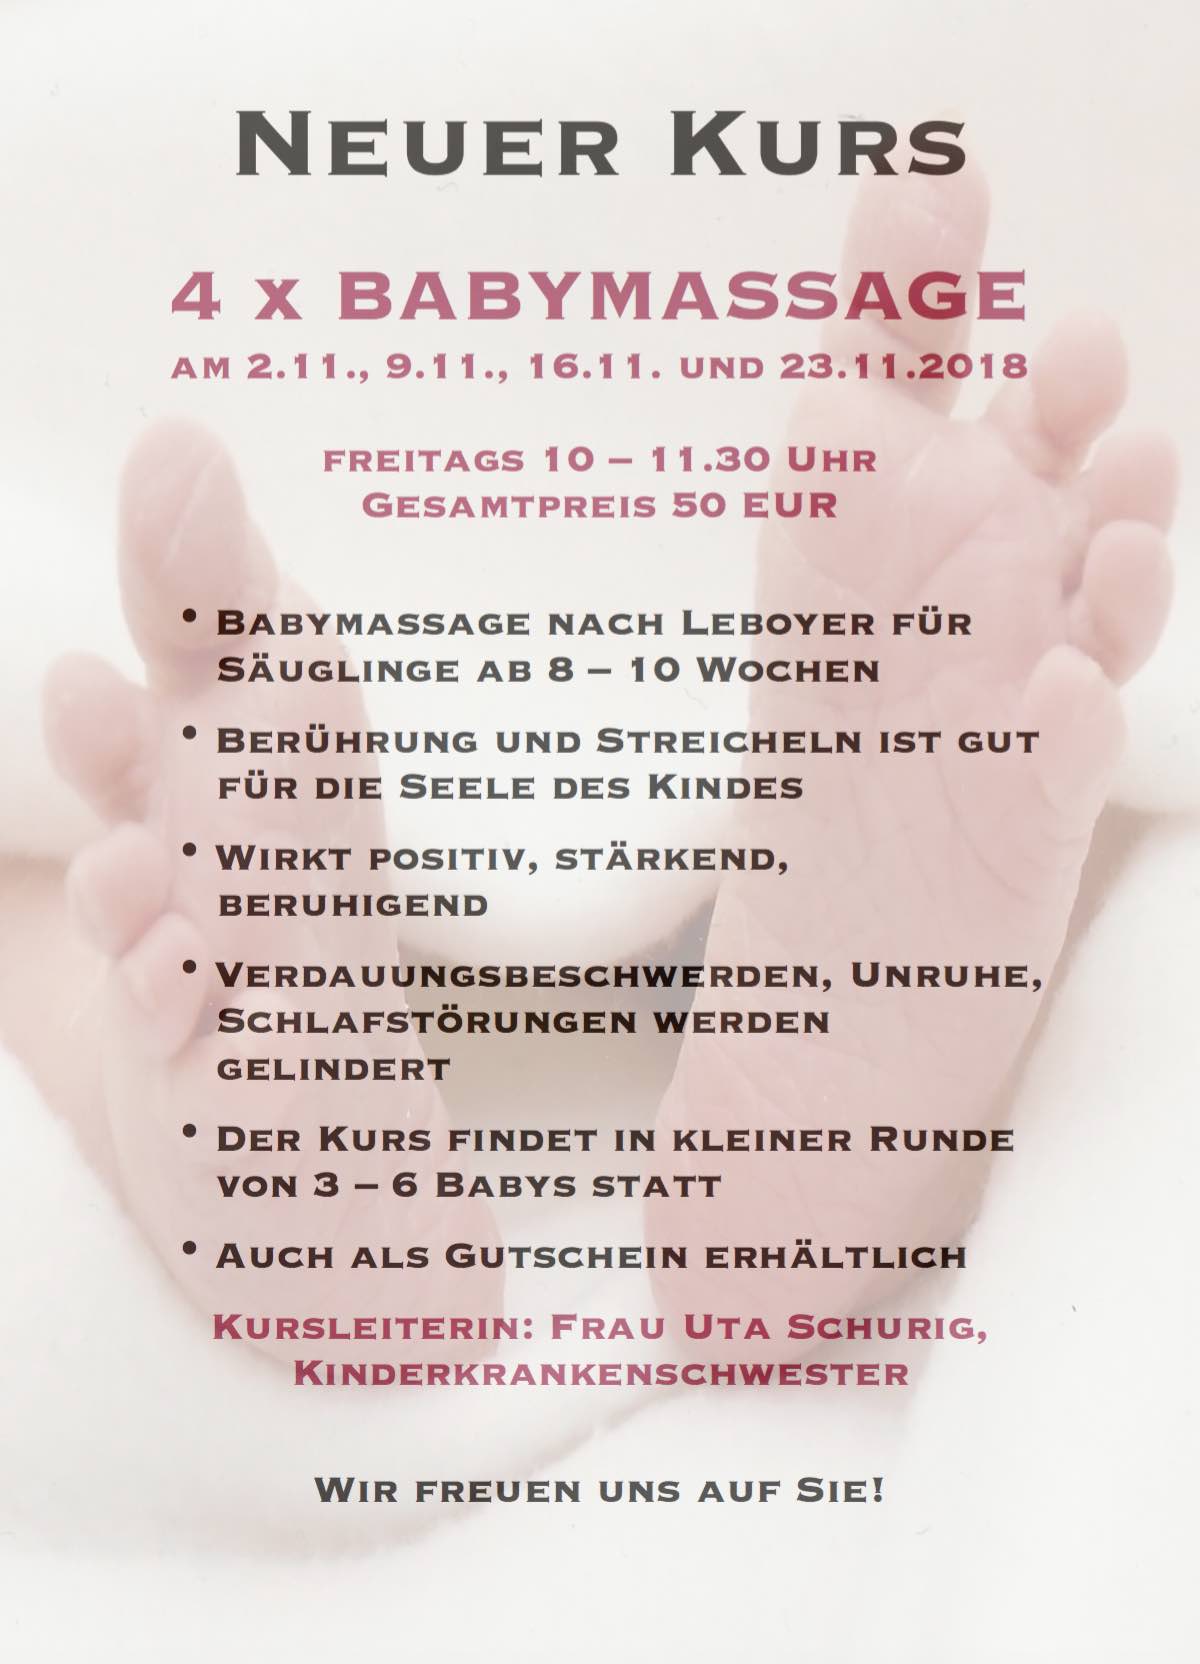 Neuer Kurs
4 x BABYMASSAGE
am 2.11., 9.11., 16.11. und 23.11.2018
freitags 10 – 11.30 Uhr
Gesamtpreis 50 EUR
• Babymassage nach Leboyer für
Säuglinge ab 8 – 10 Wochen
• Berührung und Streicheln ist gut
für die Seele des Kindes
• Wirkt positiv, stärkend,
beruhigend
• Verdauungsbeschwerden, Unruhe,
Schlafstörungen werden
gelindert
• Der Kurs findet in kleiner Runde
von 3 – 6 Babys statt
• Auch als Gutschein erhältlich
Kursleiterin: Frau Uta Schurig,
Kinderkrankenschwester
Wir freuen uns auf Sie!